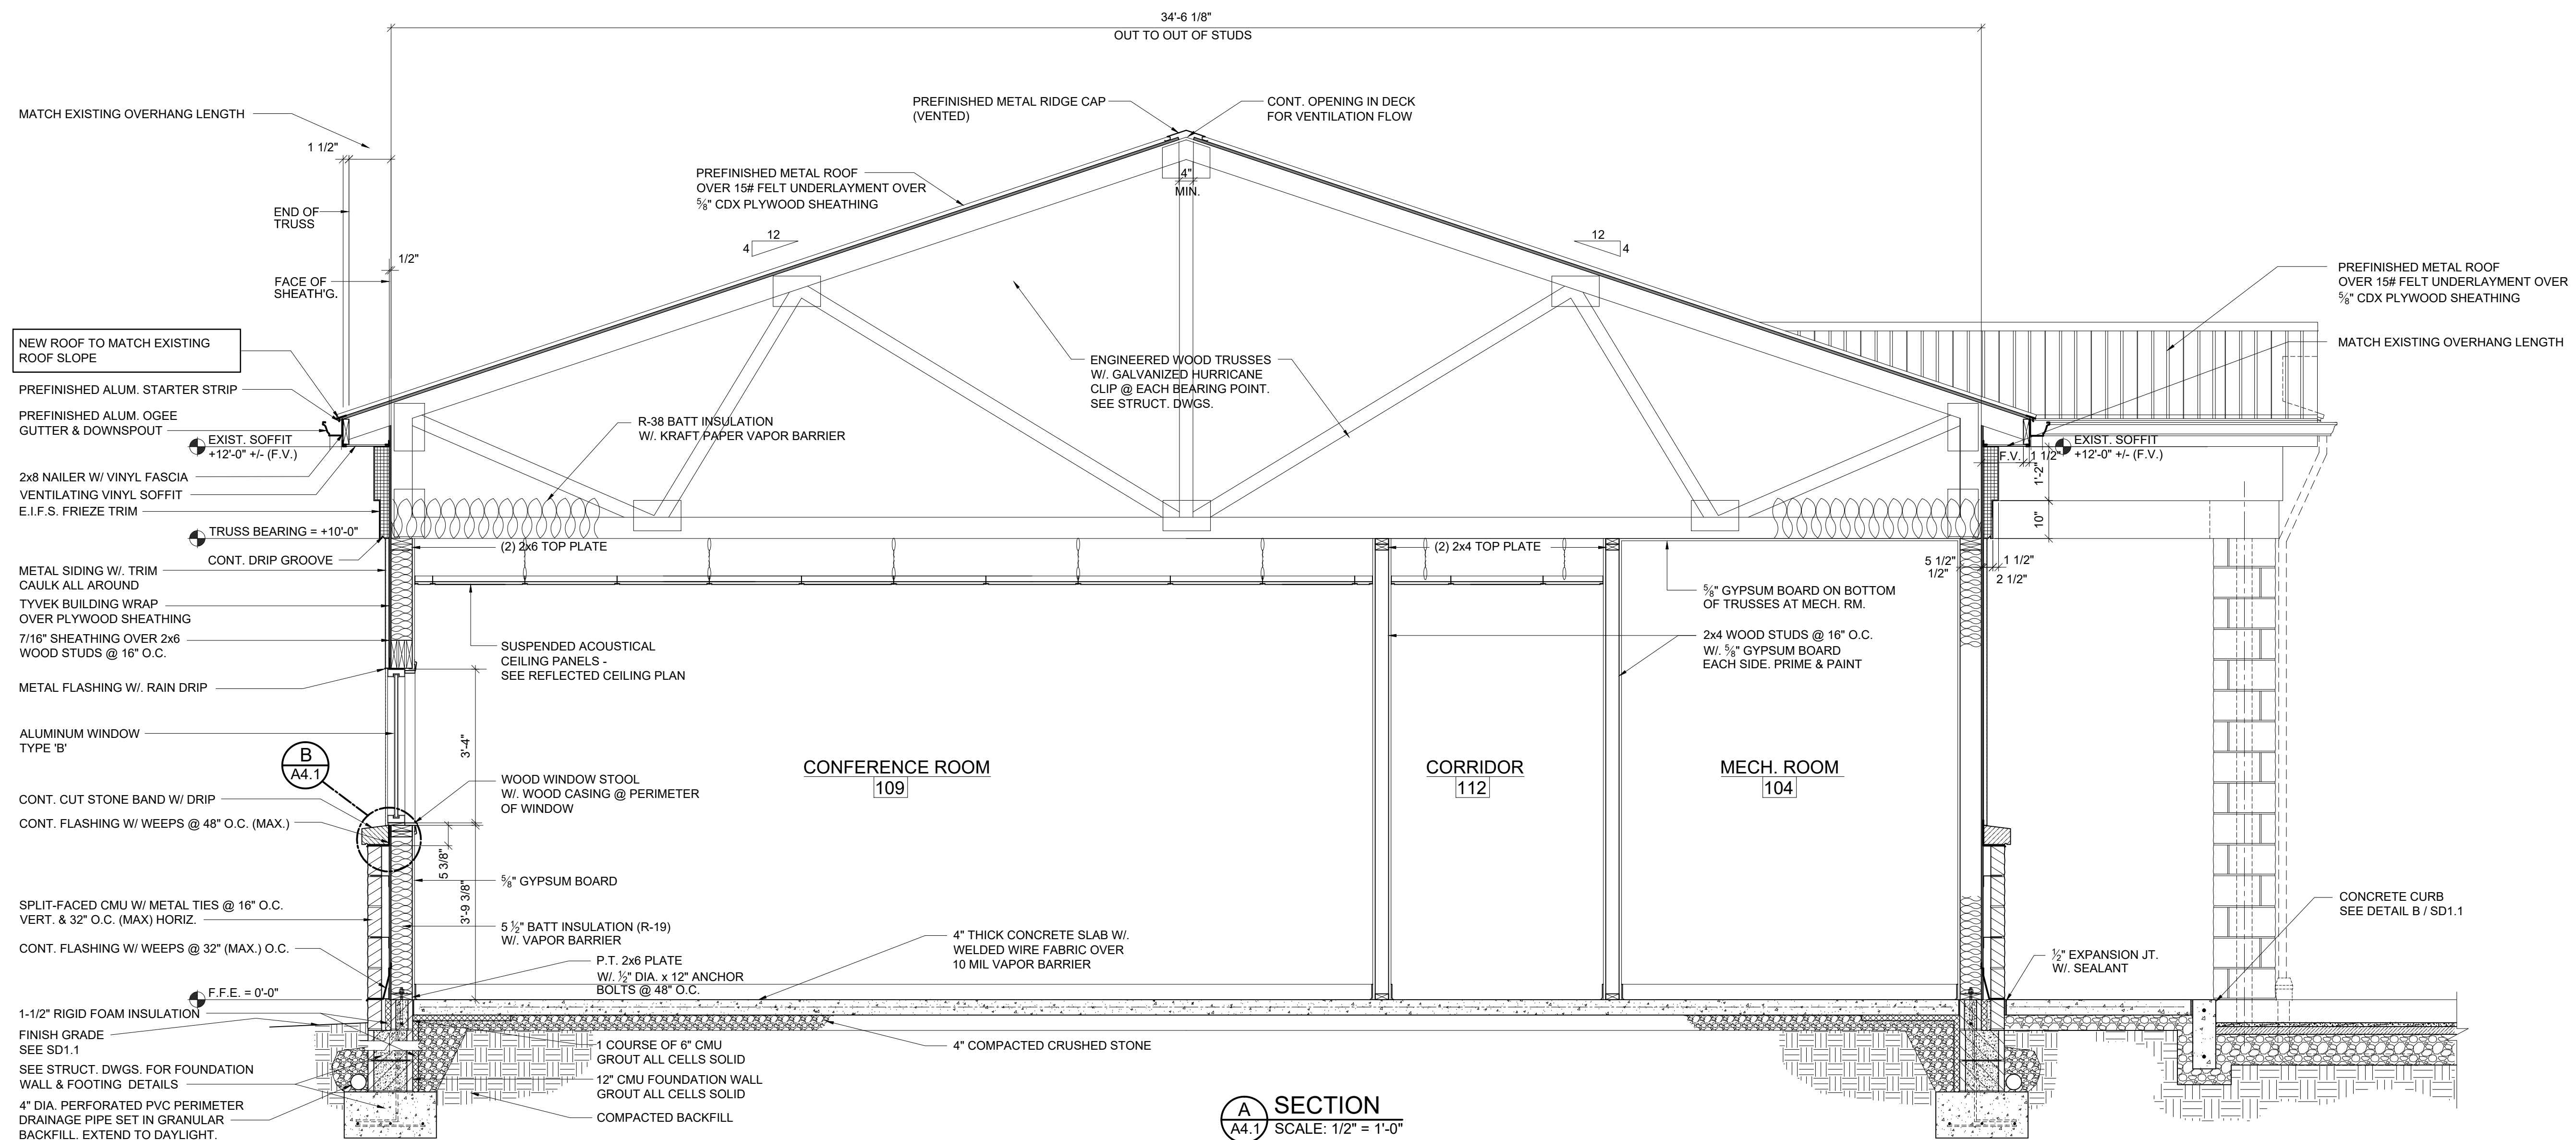 34'-6 1/8"
OUT TO OUT OF STUDS
MATCH EXISTING OVERHANG LENGTH
1 1/2"
END OF
TRUSS
1/2"
FACE OF
SHEATH'G.
PREFINISHED METAL RIDGE CAP
(VENTED)
CONT. OPENING IN DECK
FOR VENTILATION FLOW
4"
MIN.
PREFINISHED METAL ROOF
OVER 15# FELT UNDERLAYMENT OVER
5/8" CDX PLYWOOD SHEATHING
12
4
12
4
PREFINISHED METAL ROOF
OVER 15# FELT UNDERLAYMENT OVER
5/8" CDX PLYWOOD SHEATHING
MATCH EXISTING OVERHANG LENGTH
NEW ROOF TO MATCH EXISTING
ROOF SLOPE
PREFINISHED ALUM. STARTER STRIP
PREFINISHED ALUM. OGEE
GUTTER & DOWNSPOUT
EXIST. SOFFIT
+12'-0" +/- (F.V.)
2x8 NAILER W/ VINYL FASCIA
VENTILATING VINYL SOFFIT
E.I.F.S. FRIEZE TRIM
TRUSS BEARING = +10'-0"
CONT. DRIP GROOVE
METAL SIDING W/. TRIM
CAULK ALL AROUND
TYVEK BUILDING WRAP
OVER PLYWOOD SHEATHING
7/16" SHEATHING OVER 2x6
WOOD STUDS @ 16" O.C.
METAL FLASHING W/. RAIN DRIP
ALUMINUM WINDOW
TYPE 'B'
B
A4.1
CONT. CUT STONE BAND W/ DRIP
CONT. FLASHING W/ WEEPS @ 48" O.C. (MAX.)
SPLIT-FACED CMU W/ METAL TIES @ 16" O.C.
VERT. & 32" O.C. (MAX) HORIZ.
CONT. FLASHING W/ WEEPS @ 32" (MAX.) O.C.
F.F.E. = 0'-0"
1-1/2" RIGID FOAM INSULATION
FINISH GRADE
SEE SD1.1
SEE STRUCT. DWGS. FOR FOUNDATION
WALL & FOOTING DETAILS
4" DIA. PERFORATED PVC PERIMETER
DRAINAGE PIPE SET IN GRANULAR
BACKFILL. EXTEND TO DAYLIGHT.
ENGINEERED WOOD TRUSSES
W/. GALVANIZED HURRICANE
CLIP @ EACH BEARING POINT.
SEE STRUCT. DWGS.
R-38 BATT INSULATION
W/. KRAFT PAPER VAPOR BARRIER
(2) 2x6 TOP PLATE
(2) 2x4 TOP PLATE
SUSPENDED ACOUSTICAL
CEILING PANELS -
SEE REFLECTED CEILING PLAN
3'-4"
WOOD WINDOW STOOL
W/. WOOD CASING @ PERIMETER
OF WINDOW
5 3/8"
3'-9 3/8"
5/8" GYPSUM BOARD
5 1/2" BATT INSULATION (R-19)
W/. VAPOR BARRIER
P.T. 2x6 PLATE
W/. 1/2" DIA. x 12" ANCHOR
BOLTS @ 48" O.C.
4" THICK CONCRETE SLAB W/.
WELDED WIRE FABRIC OVER
10 MIL VAPOR BARRIER
CONFERENCE ROOM
109
CORRIDOR
112
MECH. ROOM
104
5/8" GYPSUM BOARD ON BOTTOM
OF TRUSSES AT MECH. RM.
2x4 WOOD STUDS @ 16" O.C.
W/. 5/8" GYPSUM BOARD
EACH SIDE. PRIME & PAINT
F.V.
1 1/2"
EXIST. SOFFIT
+12'-0" +/- (F.V.)
1'-2"
10"
5 1/2"
1/2"
1 1/2"
2 1/2"
CONCRETE CURB
SEE DETAIL B / SD1.1
1/2" EXPANSION JT.
W/. SEALANT
1 COURSE OF 6" CMU
GROUT ALL CELLS SOLID
12" CMU FOUNDATION WALL
GROUT ALL CELLS SOLID
COMPACTED BACKFILL
4" COMPACTED CRUSHED STONE
A
A4.1
SECTION
SCALE: 1/2" = 1'-0"